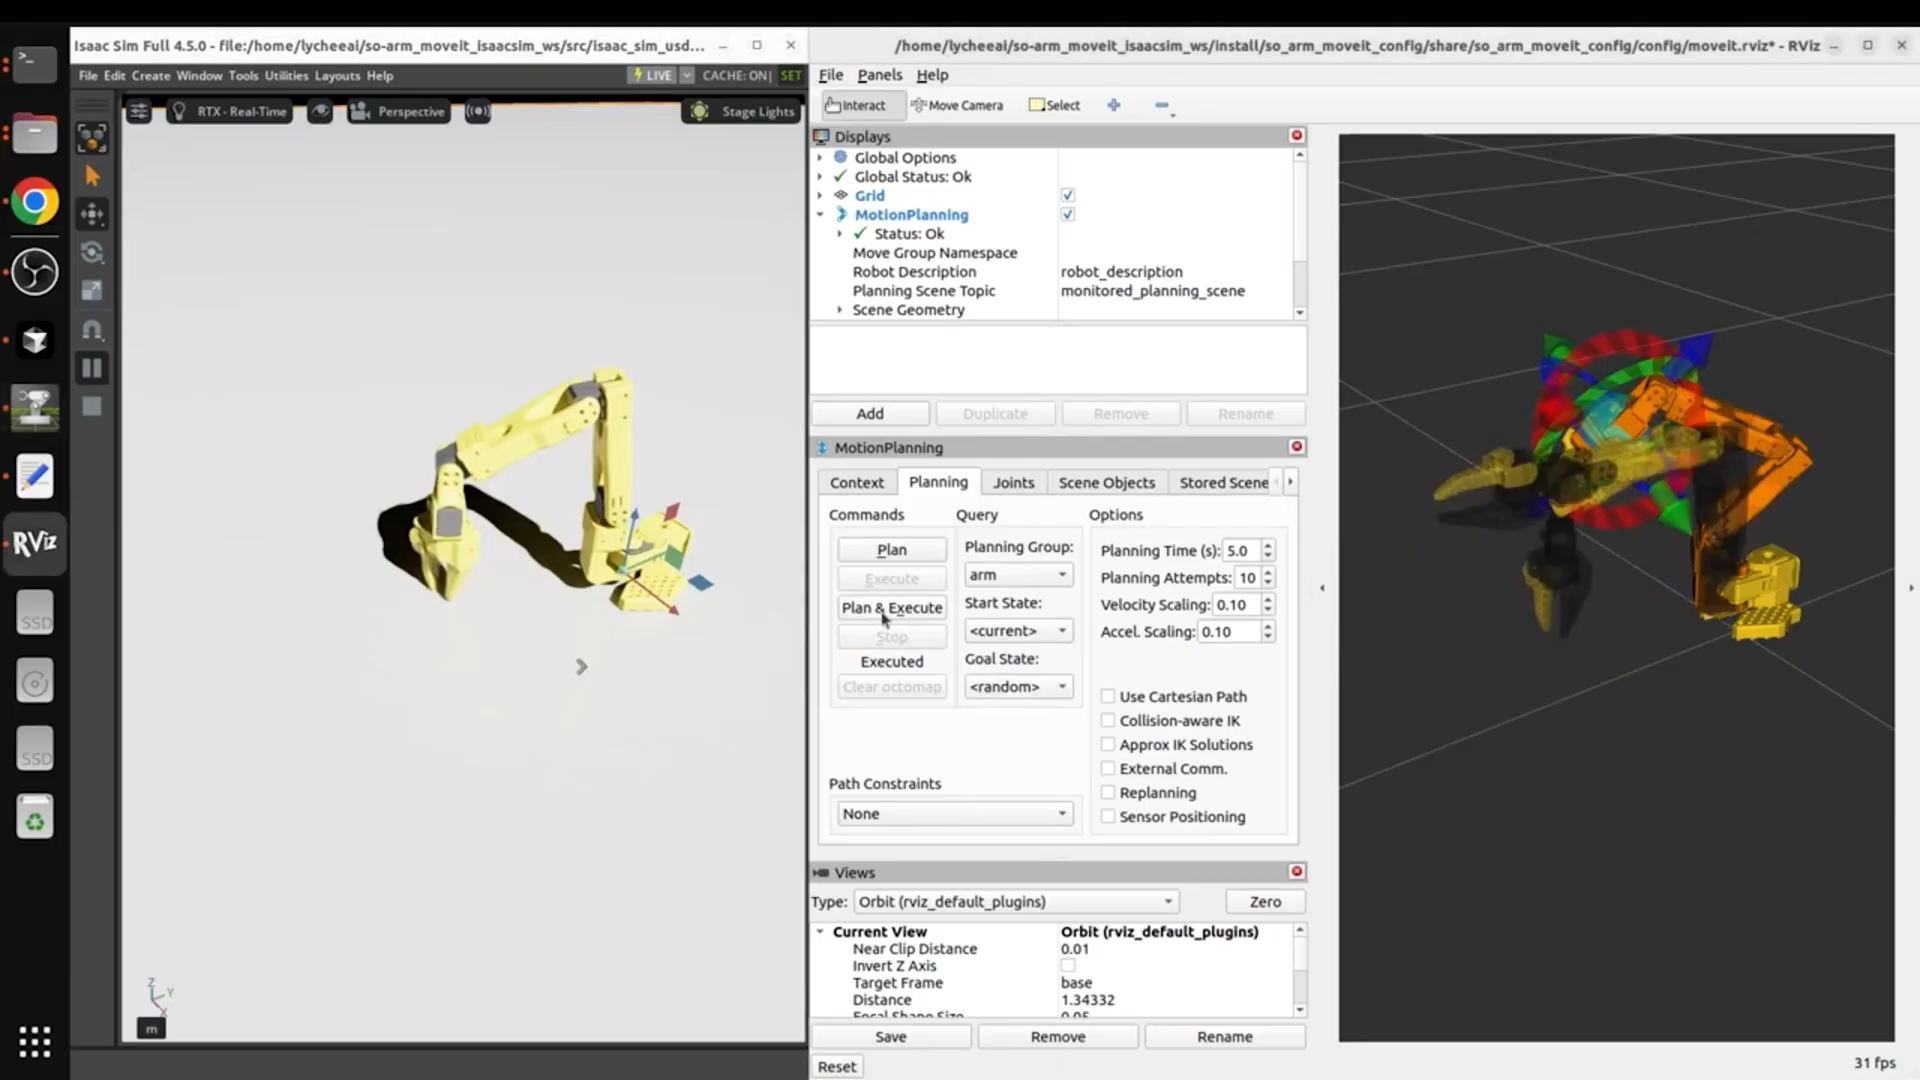 Isaac Sim Full 4.5.0 - file:/home/lycheeai/so-arm_moveit_isaacsim_ws/src/isaac_sim_usd...
File Edit Create Window Tools Utilities Layouts Help
LIVE
CACHE: ON
SET
RTX - Real-Time
Perspective
Stage Lights
Z
Y
X
m
SSD
SSD
RViz
/home/lycheeai/so-arm_moveit_isaacsim_ws/install/so_arm_moveit_config/share/so_arm_moveit_config/config/moveit.rviz* - RViz
File Panels Help
Interact Move Camera Select
Displays
Global Options
Global Status: Ok
Grid
MotionPlanning
Status: Ok
Move Group Namespace
Robot Description robot_description
Planning Scene Topic monitored_planning_scene
Scene Geometry
Add Duplicate Remove Rename
MotionPlanning
Context Planning Joints Scene Objects Stored Scene
Commands
Plan
Execute
Plan & Execute
Stop
Executed
Clear octomap
Query
Planning Group:
arm
Start State:
<current>
Goal State:
<random>
Options
Planning Time (s): 5.0
Planning Attempts: 10
Velocity Scaling: 0.10
Accel. Scaling: 0.10
Use Cartesian Path
Collision-aware IK
Approx IK Solutions
External Comm.
Replanning
Sensor Positioning
Path Constraints
None
Views
Type: Orbit (rviz_default_plugins) Zero
Current View Orbit (rviz_default_plugins)
Near Clip Distance 0.01
Invert Z Axis
Target Frame base
Distance 1.34332
Focal Shape Size 0.05
Save Remove Rename
Reset
31 fps